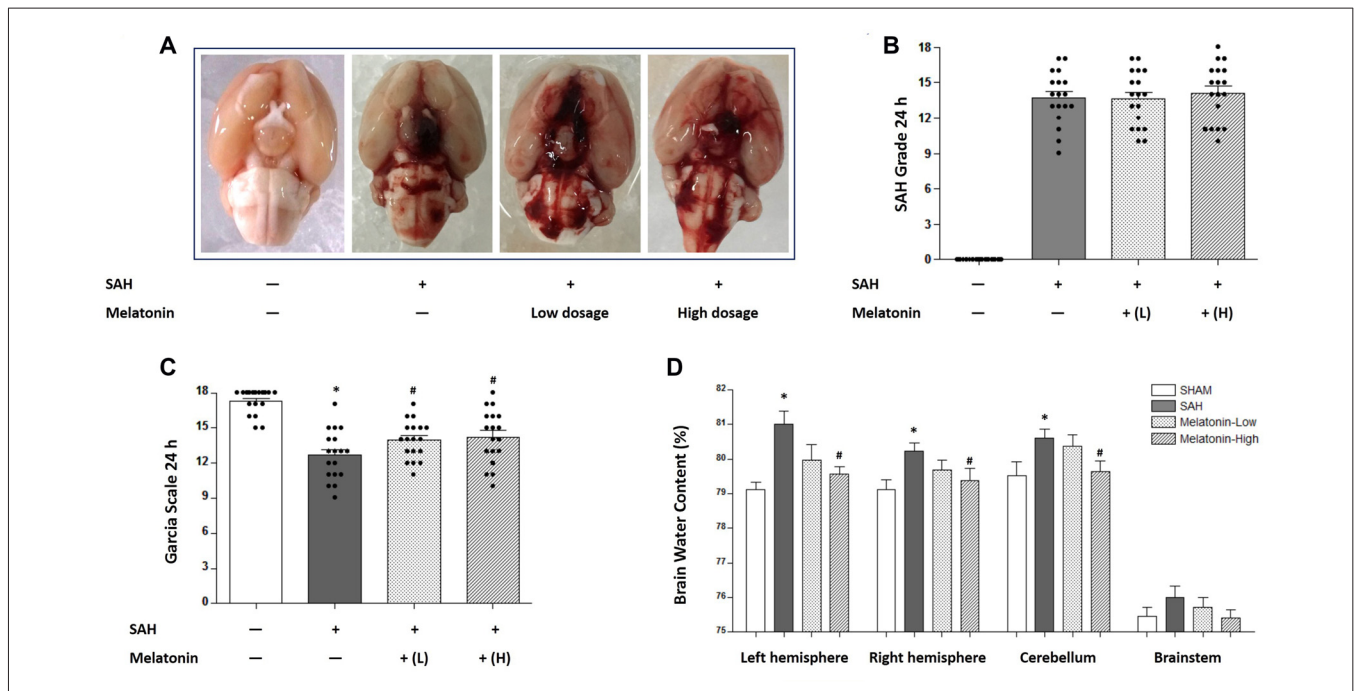 A
SAH — + + +
Melatonin — — Low dosage High dosage
B
SAH Grade 24 h
18
15
12
9
6
3
0
SAH — + + +
Melatonin — — + (L) + (H)
C
Garcia Scale 24 h
18
15
12
9
6
3
0
* # #
SAH — + + +
Melatonin — — + (L) + (H)
D
Brain Water Content (%)
82
81
80
79
78
77
76
75
SHAM
SAH
Melatonin-Low
Melatonin-High
* # * # * #
Left hemisphere Right hemisphere Cerebellum Brainstem